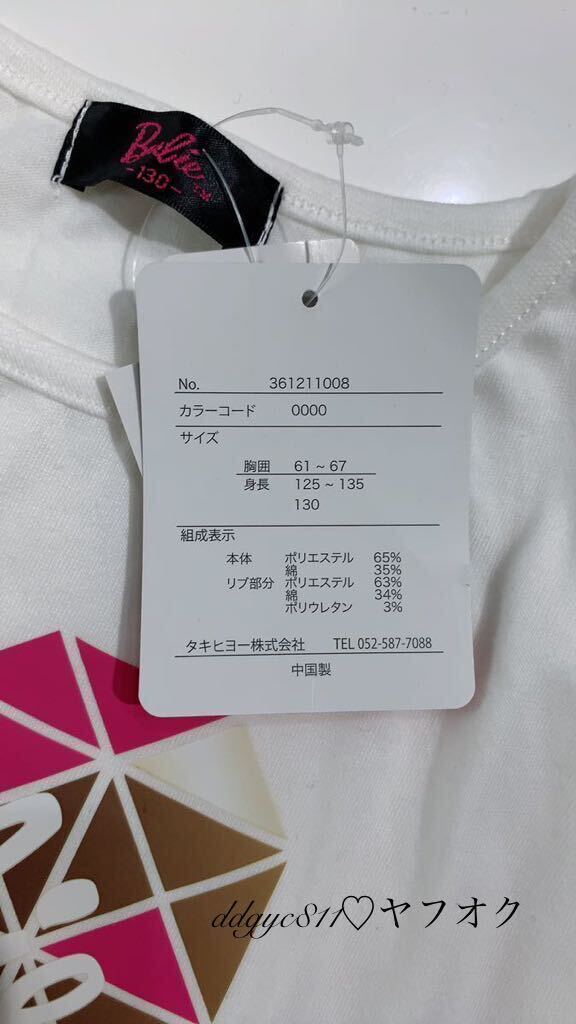 Barbie
-130-
No. 361211008
カラーコード 0000
サイズ
胸囲 61 ~ 67
身長 125 ~ 135
130
組成表示
本体 ポリエステル 65%
綿 35%
リブ部分 ポリエステル 63%
綿 34%
ポリウレタン 3%
タキヒヨー株式会社 TEL 052-587-7088
中国製
ddgyc811♡ヤフオク